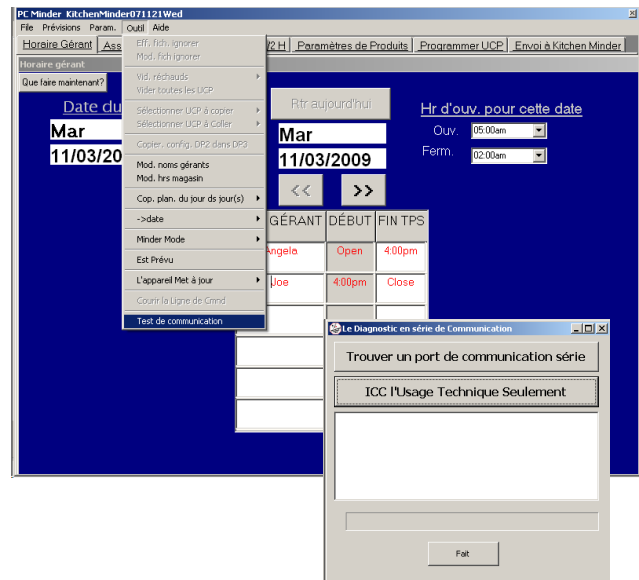 PC Minder KitchenMinder071121Wed
File Prévisions Param. Outil Aide
Horaire Gérant Ass /2 H Paramètres de Produits Programmer UCP Envoi à Kitchen Minder
Horaire gérant
Que faire maintenant?
Eff. fich. ignorer
Mod. fich ignorer
Vid. réchauds
Vider toutes les UCP
Sélectionner UCP à copier
Sélectionner UCP à Coller
Copier. config. DP2 dans DP3
Mod. noms gérants
Mod. hrs magasin
Cop. plan. du jour ds jour(s)
->date
Minder Mode
Est Prévu
L'appareil Met à jour
Courir la Ligne de Cmnd
Test de communication
Date du
Mar
11/03/20
Rtr aujourd'hui
Mar
11/03/2009
<< >>
Hr d'ouv. pour cette date
Ouv. 05:00am
Ferm. 02:00am
GÉRANT DÉBUT FIN TPS
Angela Open 4:00pm
Joe 4:00pm Close
Le Diagnostic en série de Communication
Trouver un port de communication série
ICC l'Usage Technique Seulement
Fait